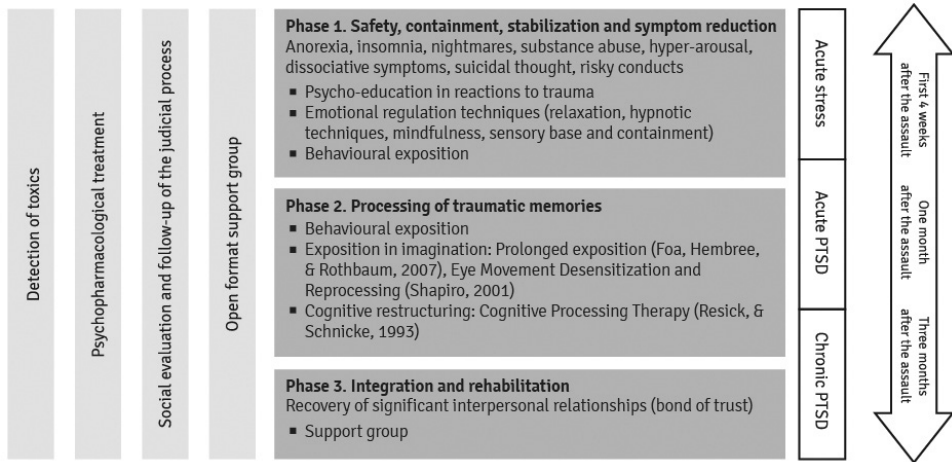 Detection of toxics
Psychopharmacological treatment
Social evaluation and follow-up of the judicial process
Open format support group
Phase 1. Safety, containment, stabilization and symptom reduction
Anorexia, insomnia, nightmares, substance abuse, hyper-arousal,
dissociative symptoms, suicidal thought, risky conducts
▪ Psycho-education in reactions to trauma
▪ Emotional regulation techniques (relaxation, hypnotic
techniques, mindfulness, sensory base and containment)
▪ Behavioural exposition
Phase 2. Processing of traumatic memories
▪ Behavioural exposition
▪ Exposition in imagination: Prolonged exposition (Foa, Hembree,
& Rothbaum, 2007), Eye Movement Desensitization and
Reprocessing (Shapiro, 2001)
▪ Cognitive restructuring: Cognitive Processing Therapy (Resick, &
Schnicke, 1993)
Phase 3. Integration and rehabilitation
Recovery of significant interpersonal relationships (bond of trust)
▪ Support group
Acute stress
Acute PTSD
Chronic PTSD
First 4 weeks
after the assault
One month
after the assault
Three months
after the assault